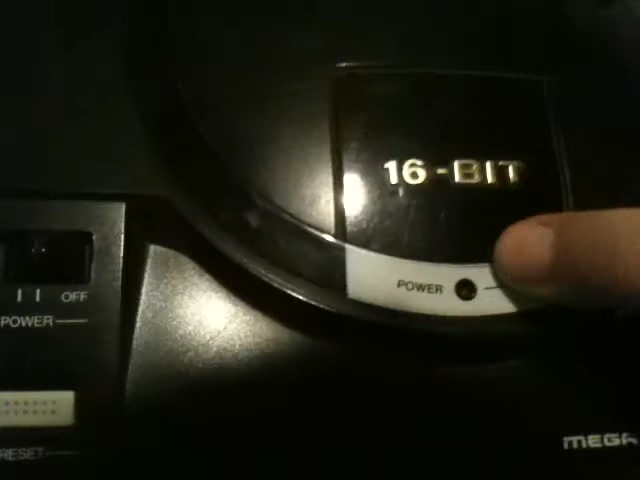 16-BIT
POWER
OFF
POWER
RESET
MEGA